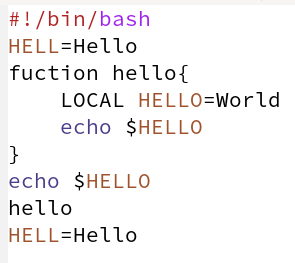 #!/bin/bash
HELL=Hello
fuction hello{
    LOCAL HELLO=World
    echo $HELLO
}
echo $HELLO
hello
HELL=Hello